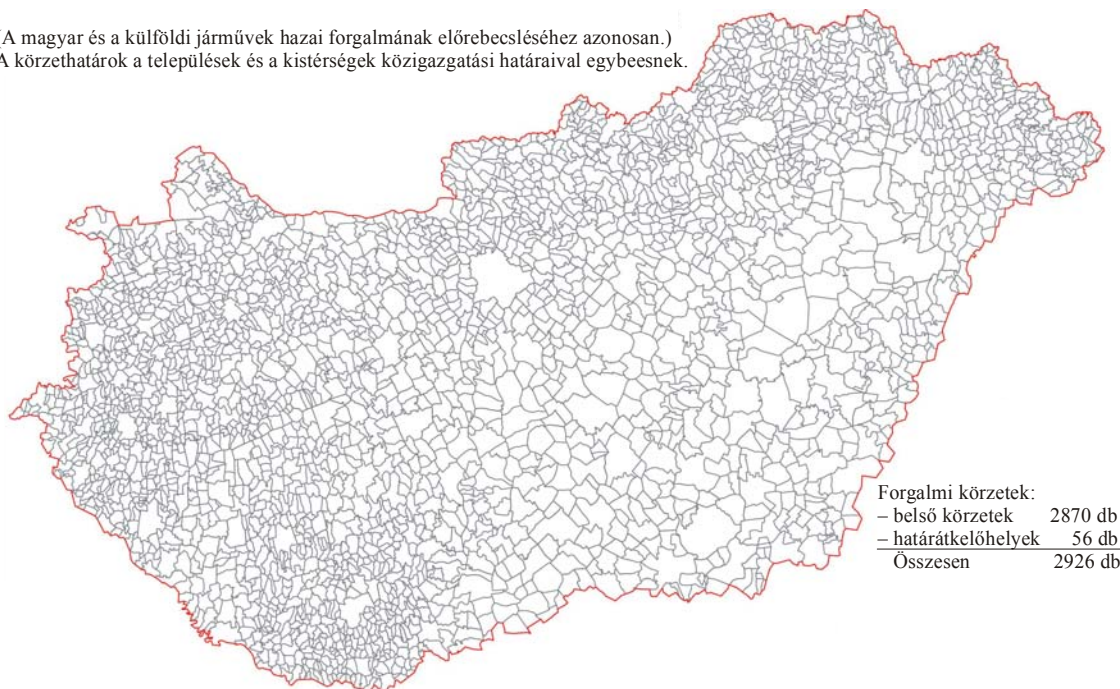 (A magyar és a külföldi járművek hazai forgalmának előrebecsléséhez azonosan.)
A körzethatárok a települések és a kistérségek közigazgatási határaival egybeesnek.
Forgalmi körzetek:
– belső körzetek 2870 db
– határátkelőhelyek 56 db
Összesen 2926 db